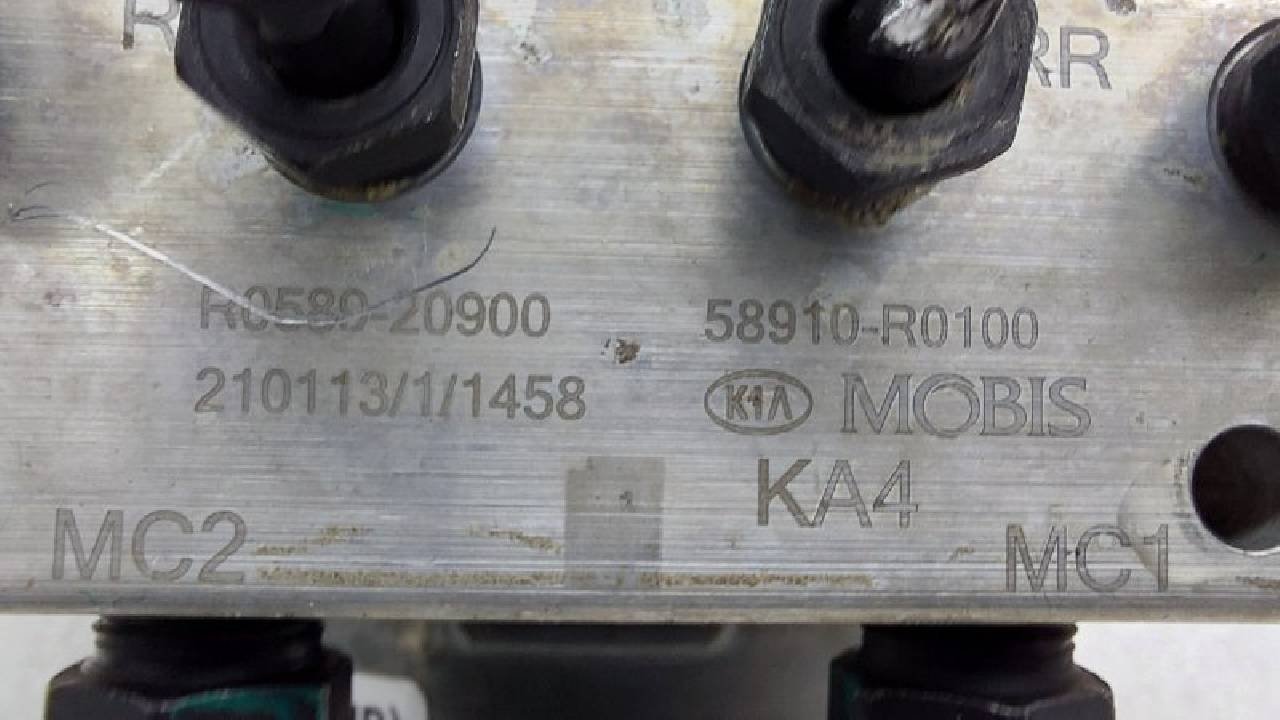 RR
R0589-20900
58910-R0100
210113/1/1458
KIA MOBIS
KA4
MC2
MC1